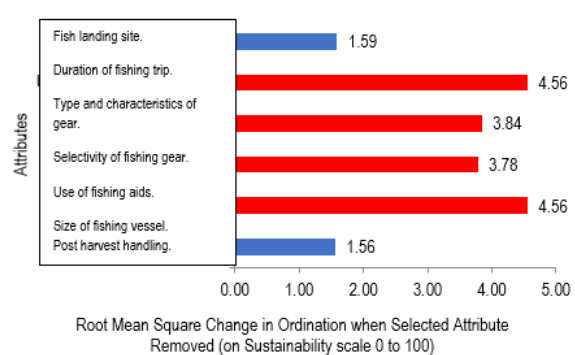 Fish landing site.
1.59
Duration of fishing trip.
4.56
Type and characteristics of
gear.
3.84
Selectivity of fishing gear.
3.78
Use of fishing aids.
4.56
Size of fishing vessel.
Post harvest handling.
1.56
Attributes
0.00 1.00 2.00 3.00 4.00 5.00
Root Mean Square Change in Ordination when Selected Attribute
Removed (on Sustainability scale 0 to 100)